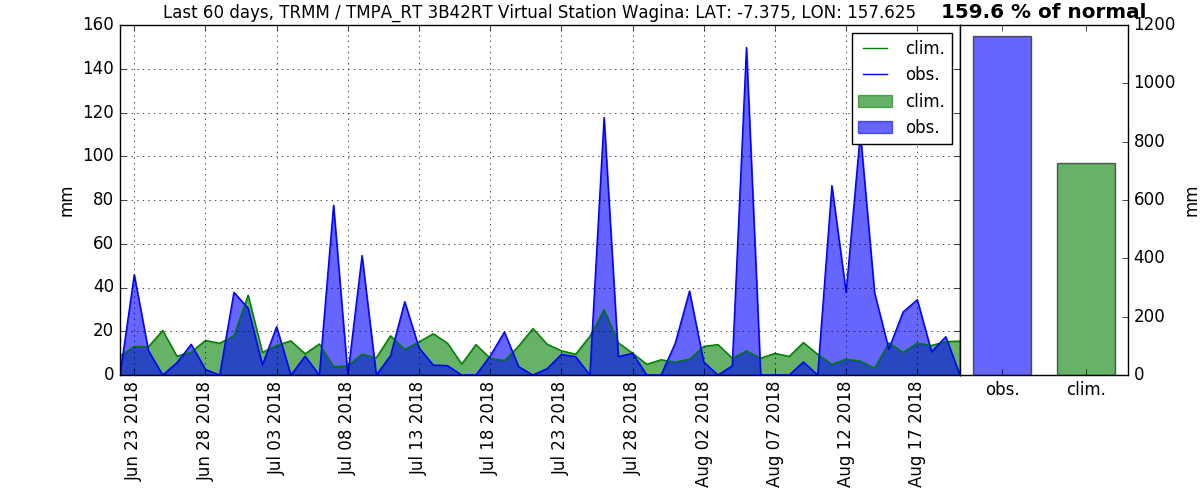 Last 60 days, TRMM / TMPA_RT 3B42RT Virtual Station Wagina: LAT: -7.375, LON: 157.625
159.6 % of normal
160
140
120
100
80
60
40
20
0
mm
clim.
obs.
clim.
obs.
Jun 23 2018
Jun 28 2018
Jul 03 2018
Jul 08 2018
Jul 13 2018
Jul 18 2018
Jul 23 2018
Jul 28 2018
Aug 02 2018
Aug 07 2018
Aug 12 2018
Aug 17 2018
1200
1000
800
600
400
200
0
mm
obs.
clim.